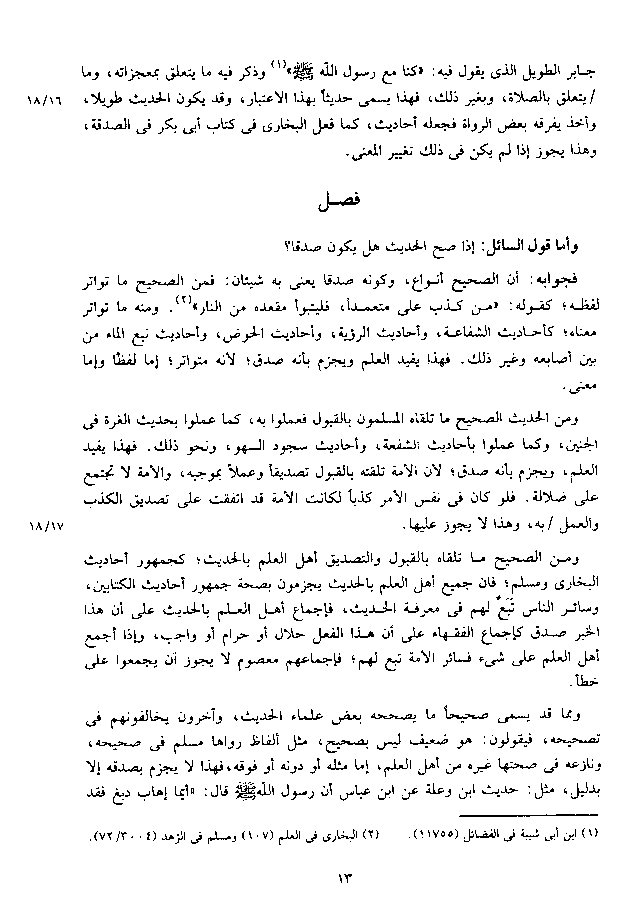 جابر الطويل الذى يقول فيه: «كنا مع رسول الله ﷺ»(١) وذكر فيه ما يتعلق بمعجزاته، وما
١٨/١٦ /يتعلق بالصلاة، وبغير ذلك، فهذا يسمى حديثاً بهذا الاعتبار، وقد يكون الحديث طويلا،
وأخذ يفرقه بعض الرواة فجعله أحاديث، كما فعل البخارى فى كتاب أبى بكر فى الصدقة،
وهذا يجوز إذا لم يكن فى ذلك تغيير المعنى.
فصـل
وأما قول السائل: إذا صح الحديث هل يكون صدقا؟
فجوابه: أن الصحيح أنواع، وكونه صدقا يعنى به شيئان: فمن الصحيح ما تواتر
لفظه؛ كقوله: «من كذب على متعمداً، فليتبوأ مقعده من النار»(٢). ومنه ما تواتر
معناه؛ كأحاديث الشفاعة، وأحاديث الرؤية، وأحاديث الحوض، وأحاديث نبع الماء من
بين أصابعه وغير ذلك. فهذا يفيد العلم ويجزم بأنه صدق؛ لأنه متواتر؛ إما لفظًا وإما
معنى.
ومن الحديث الصحيح ما تلقاه المسلمون بالقبول فعملوا به، كما عملوا بحديث الغرة فى
الجنين، وكما عملوا بأحاديث الشفعة، وأحاديث سجود السهو، ونحو ذلك. فهذا يفيد
العلم، ويجزم بأنه صدق؛ لأن الأمة تلقته بالقبول تصديقاً وعملاً بموجبه، والأمة لا تجتمع
على ضلالة. فلو كان فى نفس الأمر كذباً لكانت الأمة قد اتفقت على تصديق الكذب
١٨/١٧ والعمل /به، وهذا لا يجوز عليها.
ومن الصحيح ما تلقاه بالقبول والتصديق أهل العلم بالحديث؛ كجمهور أحاديث
البخارى ومسلم؛ فإن جميع أهل العلم بالحديث يجزمون بصحة جمهور أحاديث الكتابين،
وسائر الناس تَبَعٌ لهم فى معرفة الحديث، فإجماع أهل العلم بالحديث على أن هذا
الخبر صدق كإجماع الفقهاء على أن هذا الفعل حلال أو حرام أو واجب، وإذا أجمع
أهل العلم على شىء فسائر الأمة تبع لهم؛ فإجماعهم معصوم لا يجوز أن يجمعوا على
خطأ.
ومما قد يسمى صحيحاً ما يصححه بعض علماء الحديث، وآخرون يخالفونهم فى
تصحيحه، فيقولون: هو ضعيف ليس بصحيح، مثل ألفاظ رواها مسلم فى صحيحه،
ونازعه فى صحتها غيره من أهل العلم، إما مثله أو دونه أو فوقه، فهذا لا يجزم بصدقه إلا
بدليل، مثل: حديث ابن وعلة عن ابن عباس أن رسول الله ﷺ قال: «أيما إهاب دبغ فقد
(١) ابن أبى شيبة فى الفضائل (١١٧٥٥).
(٢) البخارى فى العلم (١٠٧) ومسلم فى الزهد (٧٢/٣٠٠٤).
١٣